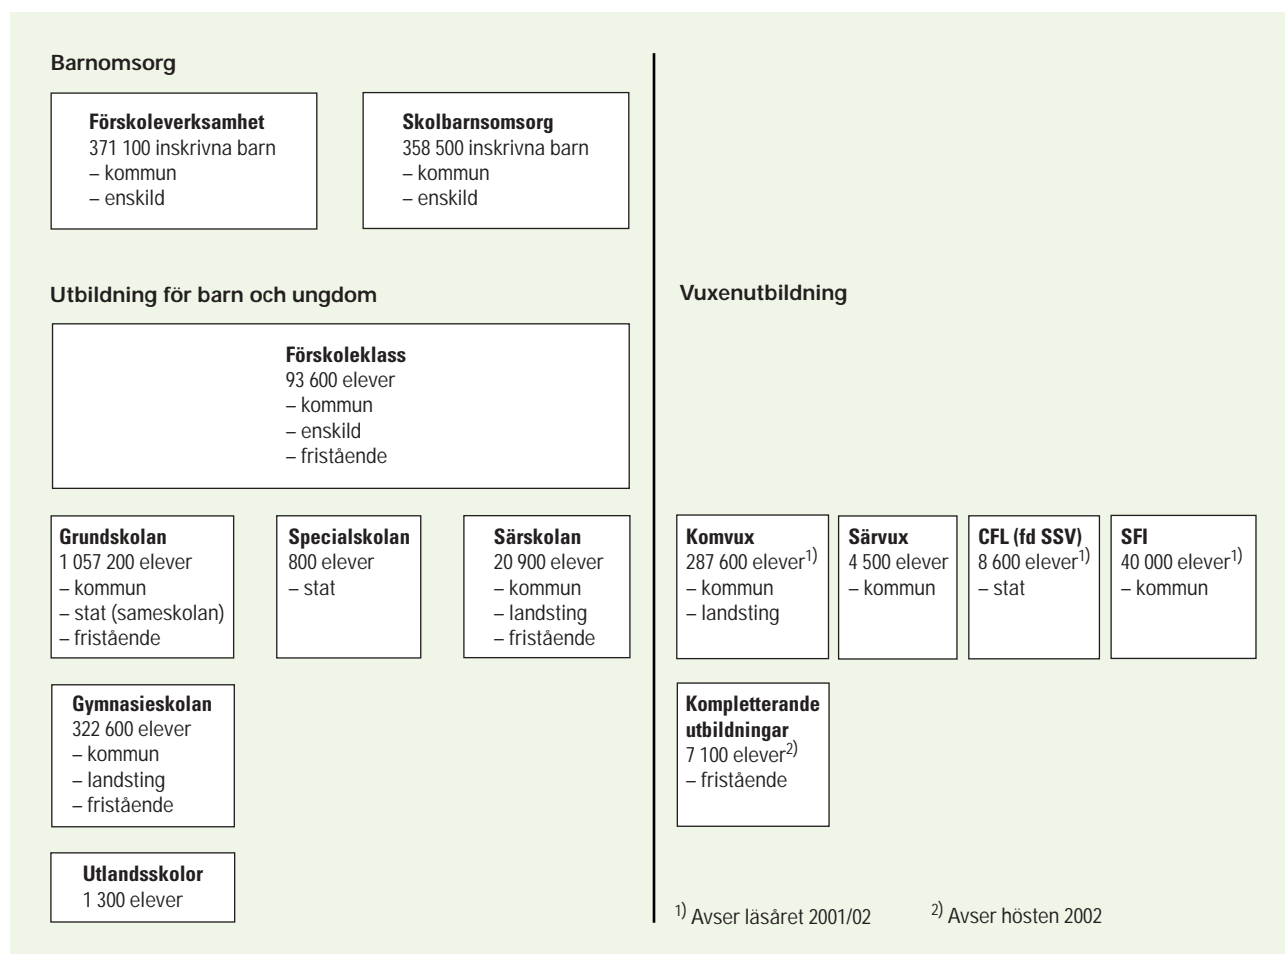 Barnomsorg
Förskoleverksamhet
371 100 inskrivna barn
– kommun
– enskild
Skolbarnsomsorg
358 500 inskrivna barn
– kommun
– enskild
Utbildning för barn och ungdom
Förskoleklass
93 600 elever
– kommun
– enskild
– fristående
Grundskolan
1 057 200 elever
– kommun
– stat (sameskolan)
– fristående
Specialskolan
800 elever
– stat
Särskolan
20 900 elever
– kommun
– landsting
– fristående
Gymnasieskolan
322 600 elever
– kommun
– landsting
– fristående
Utlandsskolor
1 300 elever
Vuxenutbildning
Komvux
287 600 elever1)
– kommun
– landsting
Särvux
4 500 elever
– kommun
CFL (fd SSV)
8 600 elever1)
– stat
SFI
40 000 elever1)
– kommun
Kompletterande
utbildningar
7 100 elever2)
– fristående
1) Avser läsåret 2001/02
2) Avser hösten 2002